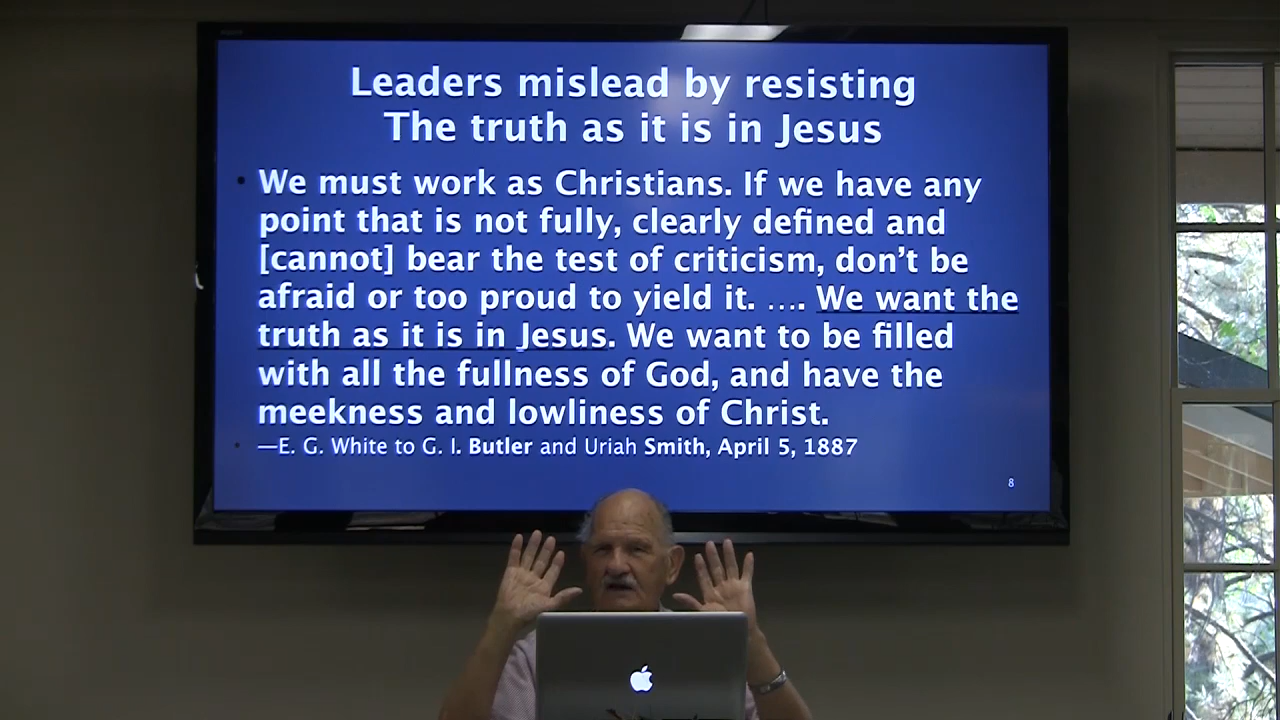 Leaders mislead by resisting
The truth as it is in Jesus
• We must work as Christians. If we have any
point that is not fully, clearly defined and
[cannot] bear the test of criticism, don't be
afraid or too proud to yield it. …. We want the
truth as it is in Jesus. We want to be filled
with all the fullness of God, and have the
meekness and lowliness of Christ.
• —E. G. White to G. I. Butler and Uriah Smith, April 5, 1887
8